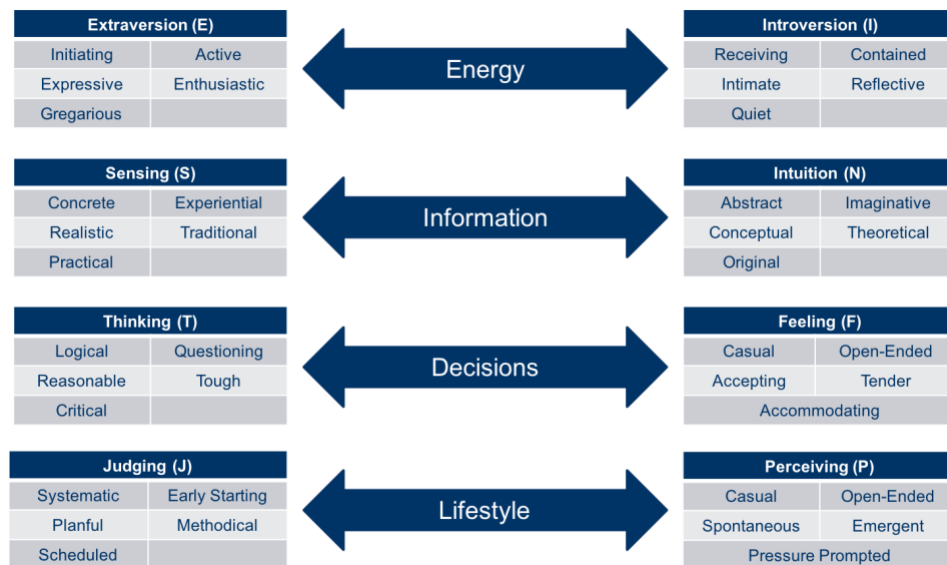 Extraversion (E)
Initiating Active
Expressive Enthusiastic
Gregarious
Energy
Introversion (I)
Receiving Contained
Intimate Reflective
Quiet
Sensing (S)
Concrete Experiential
Realistic Traditional
Practical
Information
Intuition (N)
Abstract Imaginative
Conceptual Theoretical
Original
Thinking (T)
Logical Questioning
Reasonable Tough
Critical
Decisions
Feeling (F)
Casual Open-Ended
Accepting Tender
Accommodating
Judging (J)
Systematic Early Starting
Planful Methodical
Scheduled
Lifestyle
Perceiving (P)
Casual Open-Ended
Spontaneous Emergent
Pressure Prompted